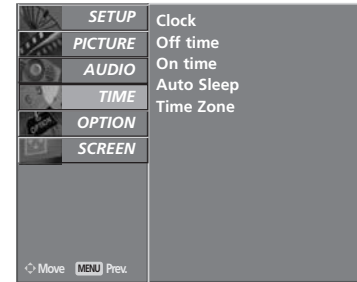 SETUP
PICTURE
AUDIO
TIME
OPTION
SCREEN
Clock
Off time
On time
Auto Sleep
Time Zone
Move MENU Prev.